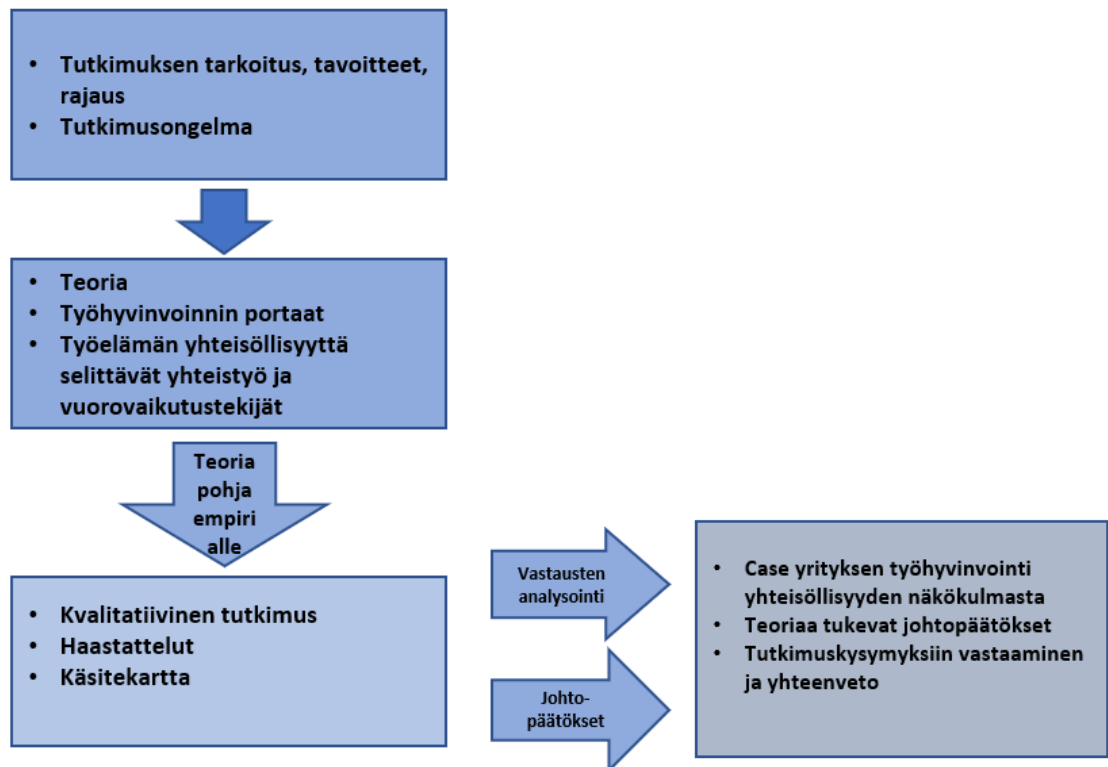 • Tutkimuksen tarkoitus, tavoitteet,
rajaus
• Tutkimusongelma
• Teoria
• Työhyvinvoinnin portaat
• Työelämän yhteisöllisyyttä
selittävät yhteistyö ja
vuorovaikutustekijät
Teoria
pohja
empiri
alle
• Kvalitatiivinen tutkimus
• Haastattelut
• Käsitekartta
Vastausten
analysointi
Johto-
päätökset
• Case yrityksen työhyvinvointi
yhteisöllisyyden näkökulmasta
• Teoriaa tukevat johtopäätökset
• Tutkimuskysymyksiin vastaaminen
ja yhteenveto